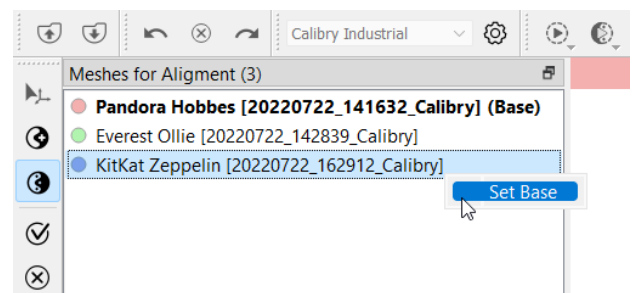 Calibry Industrial
Meshes for Aligment (3)
Pandora Hobbes [20220722_141632_Calibry] (Base)
Everest Ollie [20220722_142839_Calibry]
KitKat Zeppelin [20220722_162912_Calibry]
Set Base